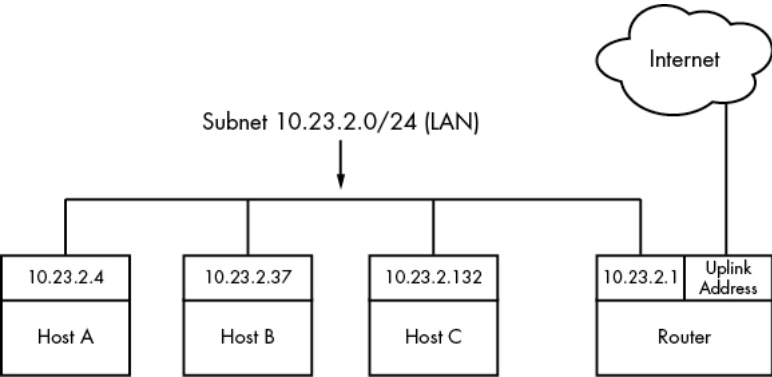 Internet
Subnet 10.23.2.0/24 (LAN)
10.23.2.4
10.23.2.37
10.23.2.132
10.23.2.1
Uplink
Address
Host A
Host B
Host C
Router